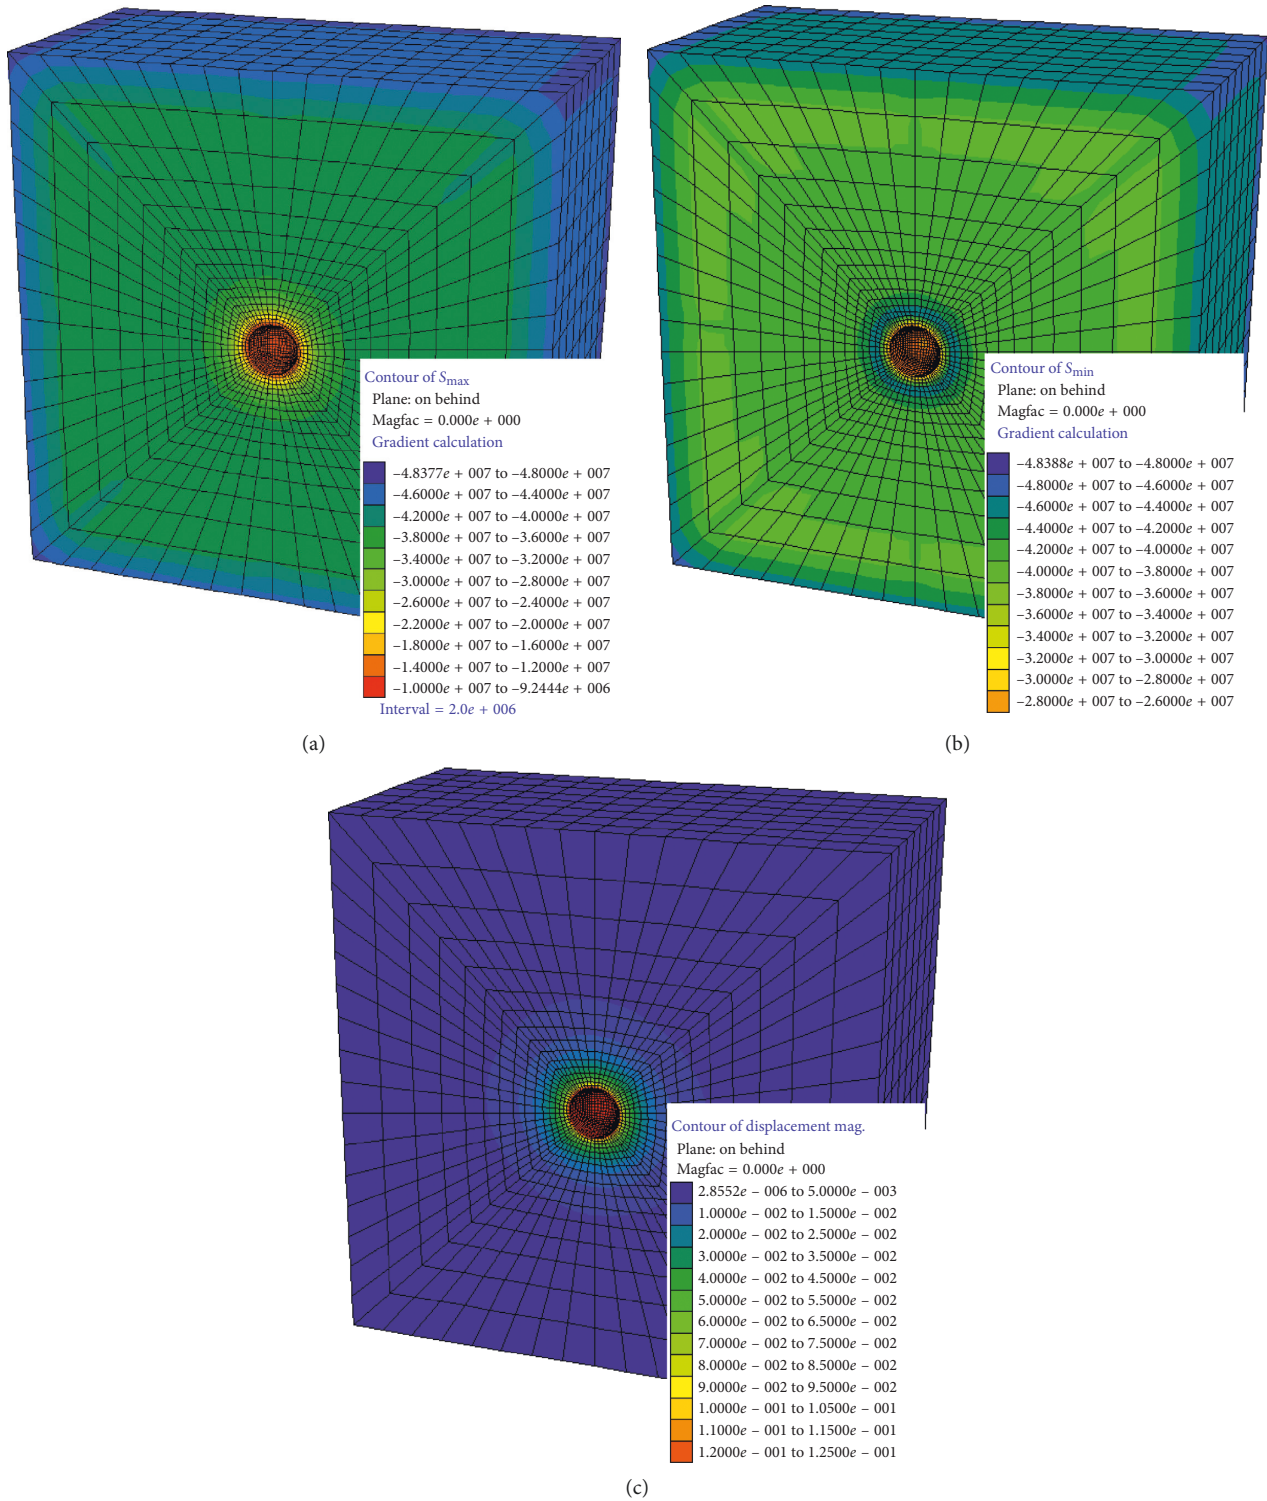 Contour of Smax
Plane: on behind
Magfac = 0.000e + 000
Gradient calculation
–4.8377e + 007 to –4.8000e + 007
–4.6000e + 007 to –4.4000e + 007
–4.2000e + 007 to –4.0000e + 007
–3.8000e + 007 to –3.6000e + 007
–3.4000e + 007 to –3.2000e + 007
–3.0000e + 007 to –2.8000e + 007
–2.6000e + 007 to –2.4000e + 007
–2.2000e + 007 to –2.0000e + 007
–1.8000e + 007 to –1.6000e + 007
–1.4000e + 007 to –1.2000e + 007
–1.0000e + 007 to –9.2444e + 006
Interval = 2.0e + 006
(a)
Contour of Smin
Plane: on behind
Magfac = 0.000e + 000
Gradient calculation
–4.8388e + 007 to –4.8000e + 007
–4.8000e + 007 to –4.6000e + 007
–4.6000e + 007 to –4.4000e + 007
–4.4000e + 007 to –4.2000e + 007
–4.2000e + 007 to –4.0000e + 007
–4.0000e + 007 to –3.8000e + 007
–3.8000e + 007 to –3.6000e + 007
–3.6000e + 007 to –3.4000e + 007
–3.4000e + 007 to –3.2000e + 007
–3.2000e + 007 to –3.0000e + 007
–3.0000e + 007 to –2.8000e + 007
–2.8000e + 007 to –2.6000e + 007
(b)
Contour of displacement mag.
Plane: on behind
Magfac = 0.000e + 000
2.8552e – 006 to 5.0000e – 003
1.0000e – 002 to 1.5000e – 002
2.0000e – 002 to 2.5000e – 002
3.0000e – 002 to 3.5000e – 002
4.0000e – 002 to 4.5000e – 002
5.0000e – 002 to 5.5000e – 002
6.0000e – 002 to 6.5000e – 002
7.0000e – 002 to 7.5000e – 002
8.0000e – 002 to 8.5000e – 002
9.0000e – 002 to 9.5000e – 002
1.0000e – 001 to 1.0500e – 001
1.1000e – 001 to 1.1500e – 001
1.2000e – 001 to 1.2500e – 001
(c)